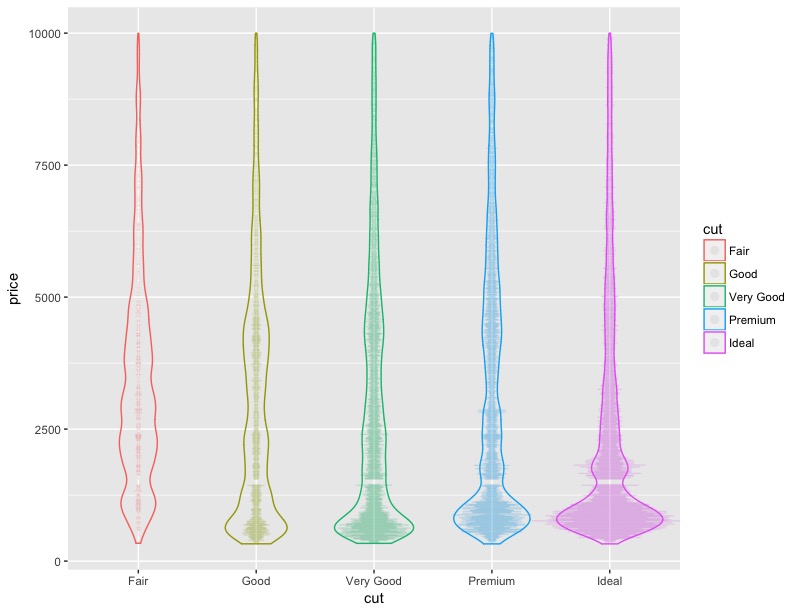 10000
7500
5000
2500
0
price
Fair
Good
Very Good
Premium
Ideal
cut
cut
Fair
Good
Very Good
Premium
Ideal